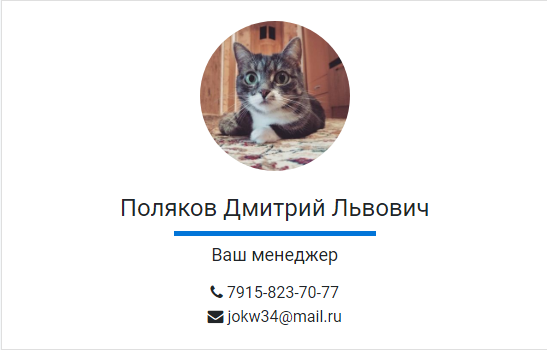 Поляков Дмитрий Львович
Ваш менеджер
7915-823-70-77
jokw34@mail.ru